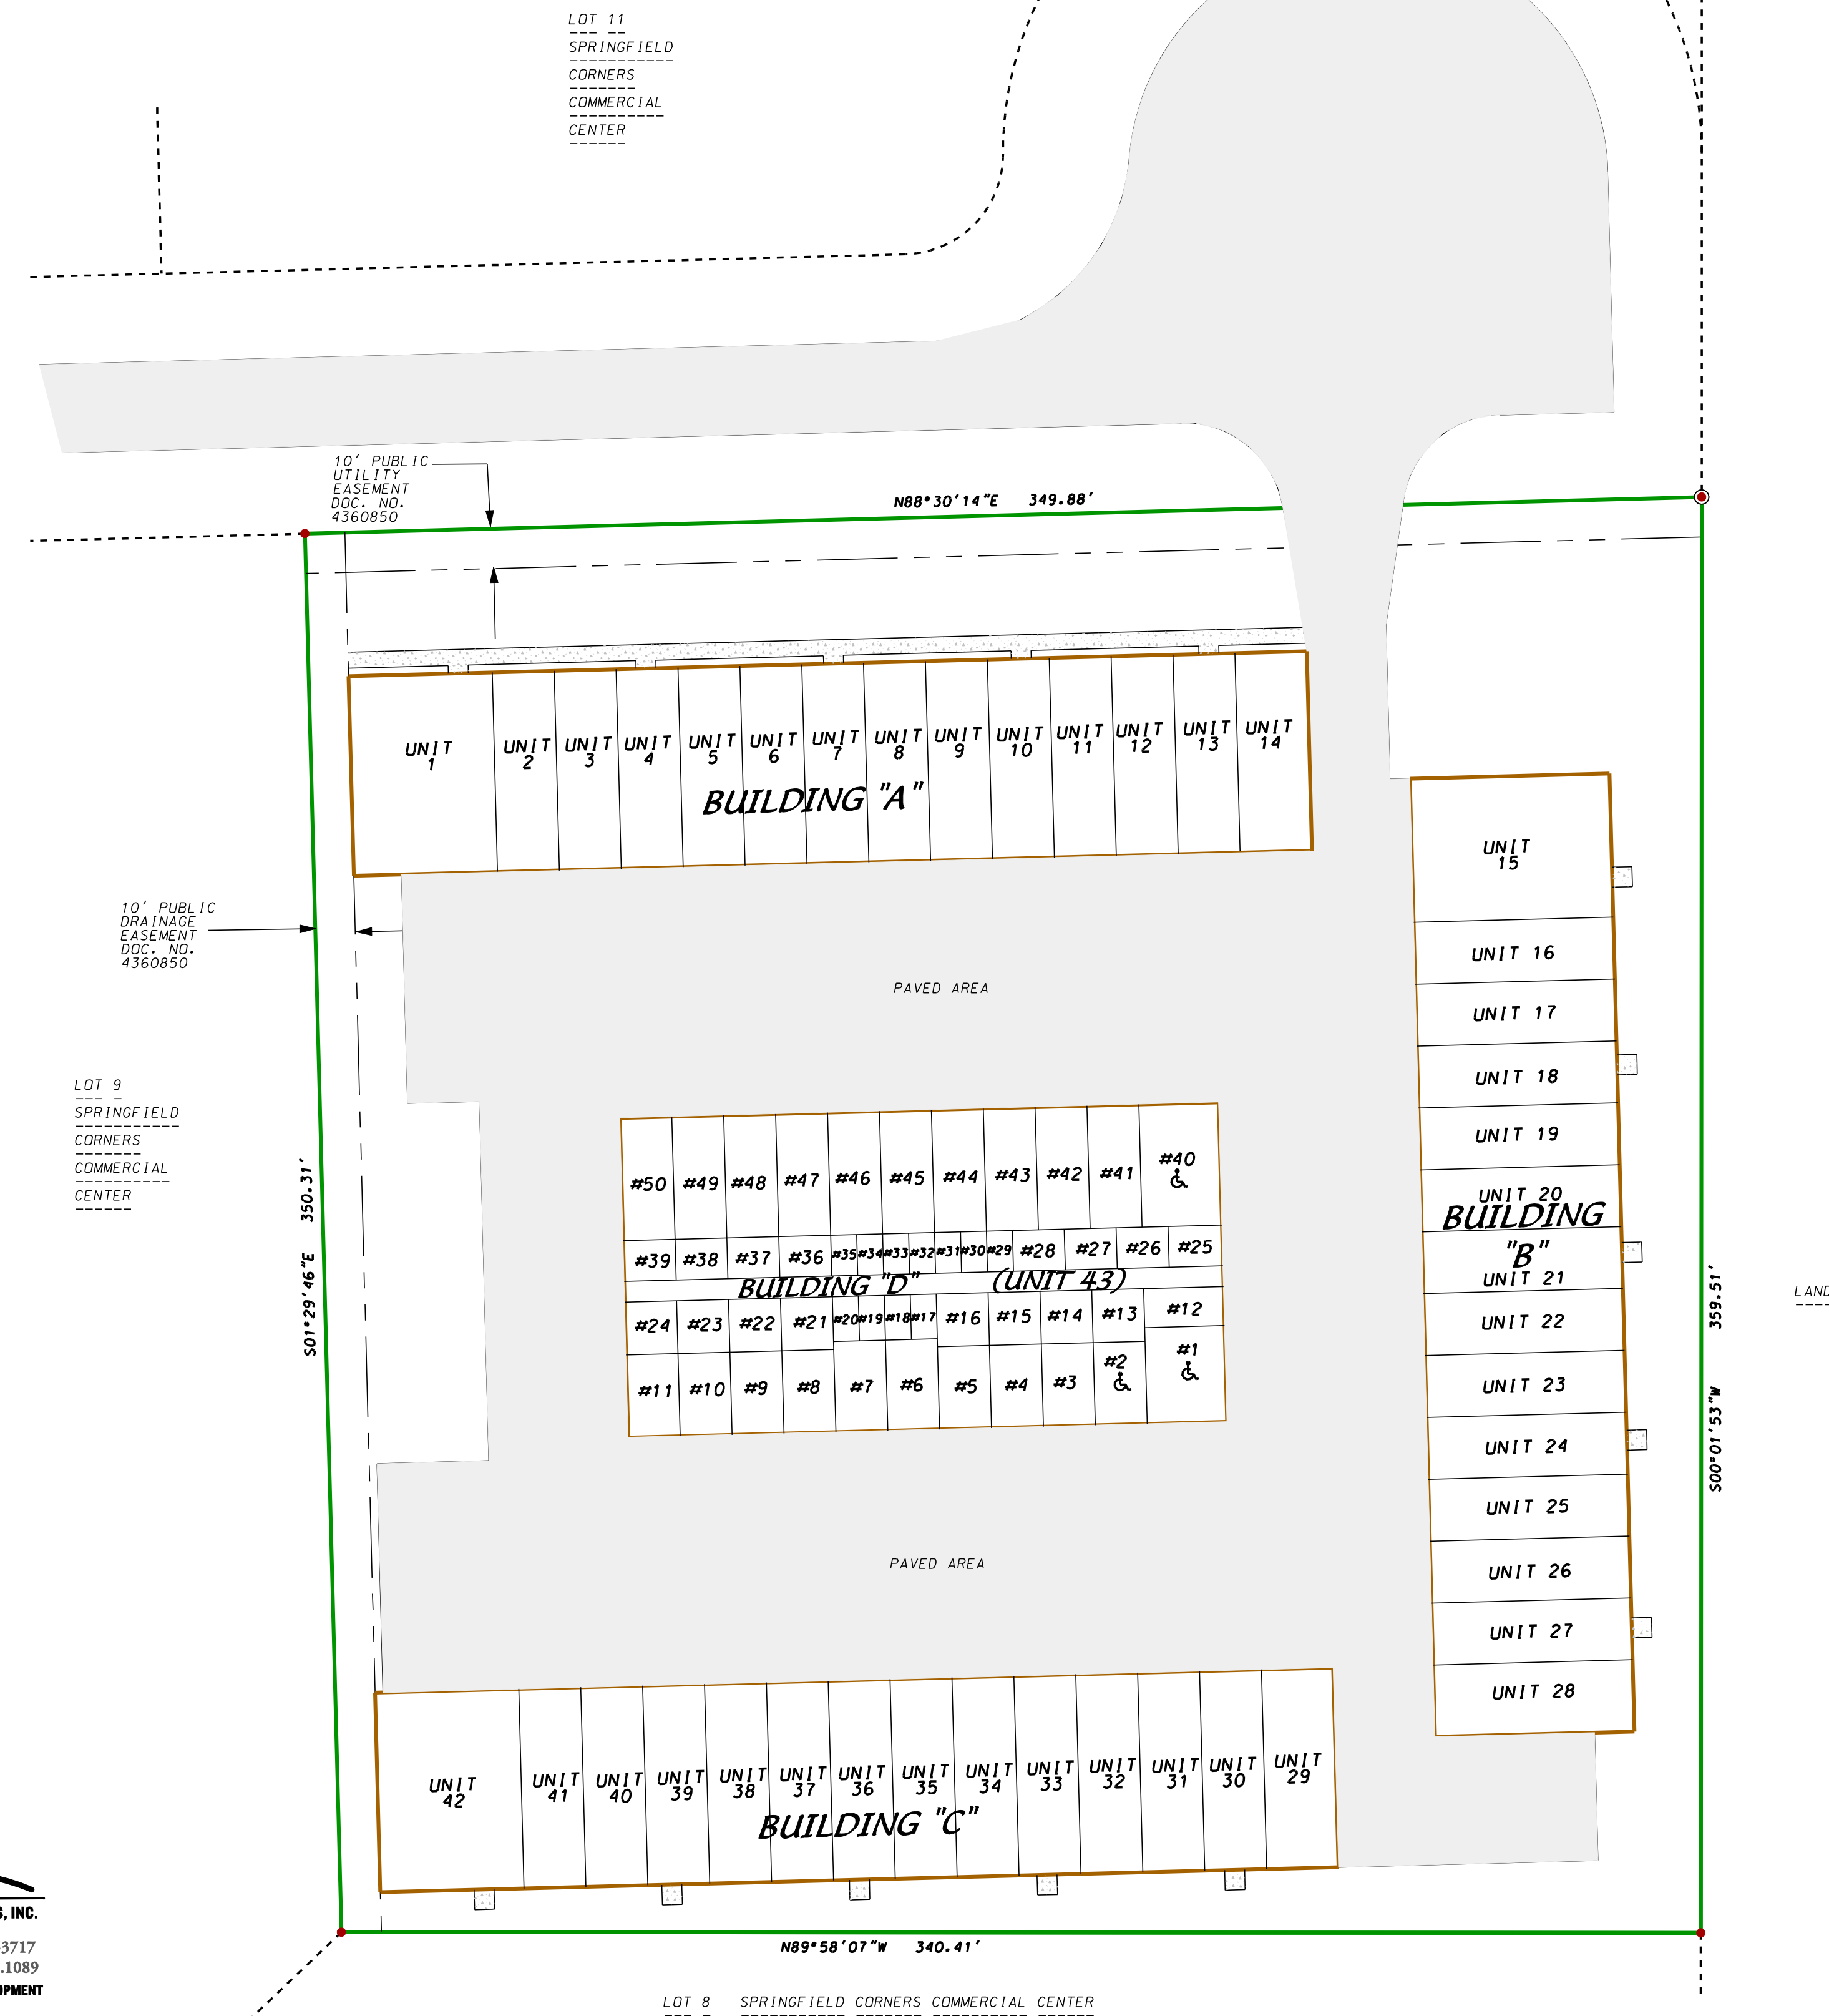 LOT 11
SPRINGFIELD
CORNERS
COMMERCIAL
CENTER
10' PUBLIC
UTILITY
EASEMENT
DOC. NO.
4360850
N88°30'14"E 349.88'
UNIT
1
UNIT
2
UNIT
3
UNIT
4
UNIT
5
UNIT
6
UNIT
7
UNIT
8
UNIT
9
UNIT
10
UNIT
11
UNIT
12
UNIT
13
UNIT
14
BUILDING "A"
UNIT
15
UNIT 16
UNIT 17
UNIT 18
UNIT 19
UNIT 20
BUILDING
"B"
UNIT 21
UNIT 22
UNIT 23
UNIT 24
UNIT 25
UNIT 26
UNIT 27
UNIT 28
10' PUBLIC
DRAINAGE
EASEMENT
DOC. NO.
4360850
PAVED AREA
LOT 9
SPRINGFIELD
CORNERS
COMMERCIAL
CENTER
S01°29'46"E 350.31'
#50 #49 #48 #47 #46 #45 #44 #43 #42 #41 #40
#39 #38 #37 #36 #35 #34 #33 #32 #31 #30 #29 #28 #27 #26 #25
BUILDING "D" (UNIT 43)
#24 #23 #22 #21 #20 #19 #18 #17 #16 #15 #14 #13 #12
#11 #10 #9 #8 #7 #6 #5 #4 #3 #2 #1
S00°01'53"W 359.51'
LAND
PAVED AREA
UNIT
42
UNIT
41
UNIT
40
UNIT
39
UNIT
38
UNIT
37
UNIT
36
UNIT
35
UNIT
34
UNIT
33
UNIT
32
UNIT
31
UNIT
30
UNIT
29
BUILDING "C"
S, INC.
-3717
.1089
OPMENT
N89°58'07"W 340.41'
LOT 8 SPRINGFIELD CORNERS COMMERCIAL CENTER